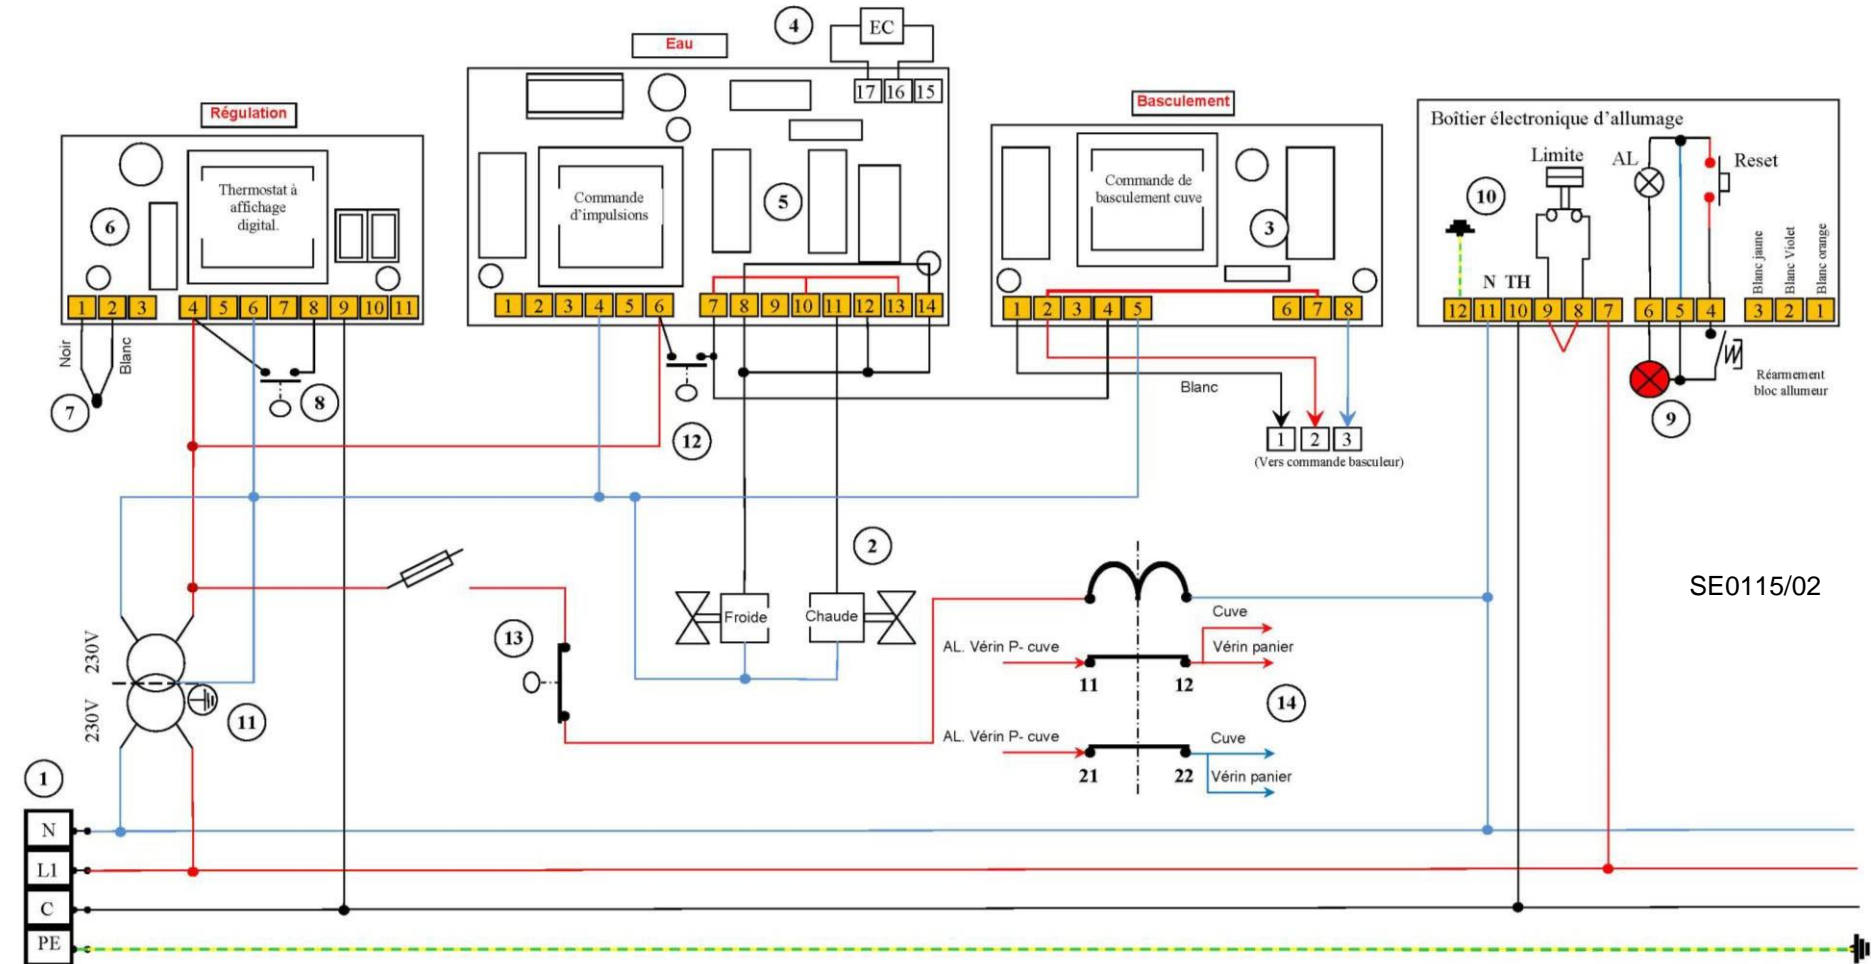 4
EC
Eau
17 16 15
Régulation
Basculement
Boîtier électronique d’allumage
Limite
AL
Reset
Thermostat à
affichage
digital.
6
Commande
d’impulsions
5
Commande de
basculement cuve
3
10
N TH
Blanc jaune
Blanc Violet
Blanc orange
1 2 3 4 5 6 7 8 9 10 11
1 2 3 4 5 6 7 8 9 10 11 12 13 14
1 2 3 4 5 6 7 8
12 11 10 9 8 7 6 5 4 3 2 1
Noir
Blanc
7
8
12
Blanc
1 2 3
(Vers commande basculeur)
Réarmement
bloc allumeur
9
2
SE0115/02
Froide
Chaude
13
Cuve
AL. Vérin P- cuve
Vérin panier
11 12
14
230V
230V
11
AL. Vérin P- cuve
Cuve
21 22
Vérin panier
1
N
L1
C
PE